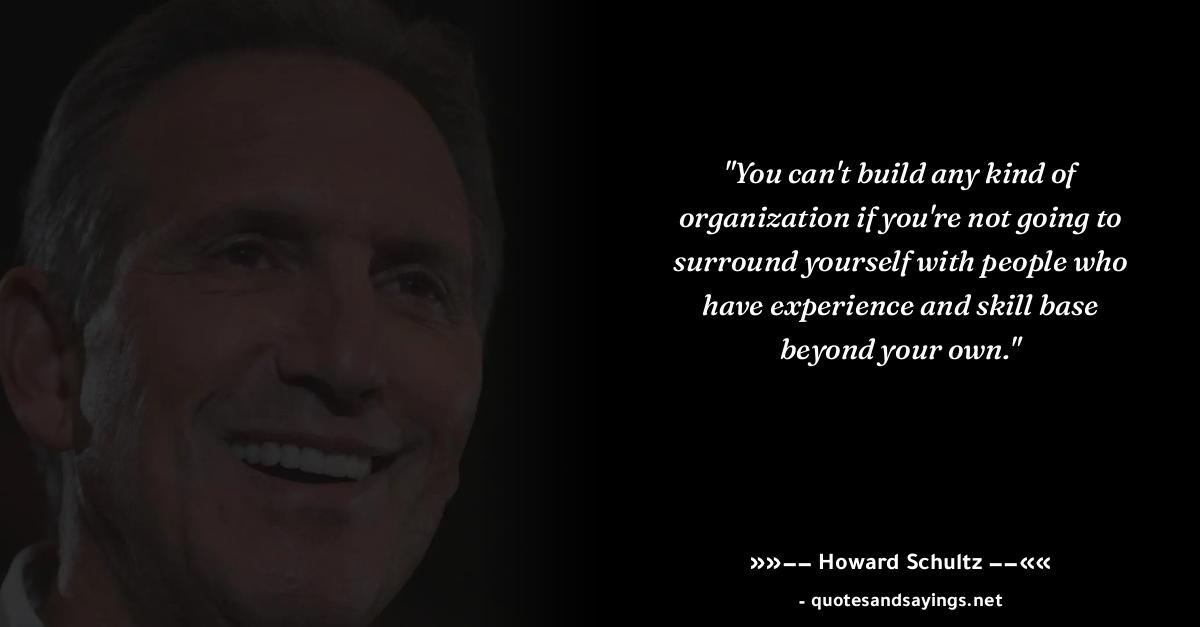 "You can't build any kind of
organization if you're not going to
surround yourself with people who
have experience and skill base
beyond your own."
»»–– Howard Schultz ––««
- quotesandsayings.net